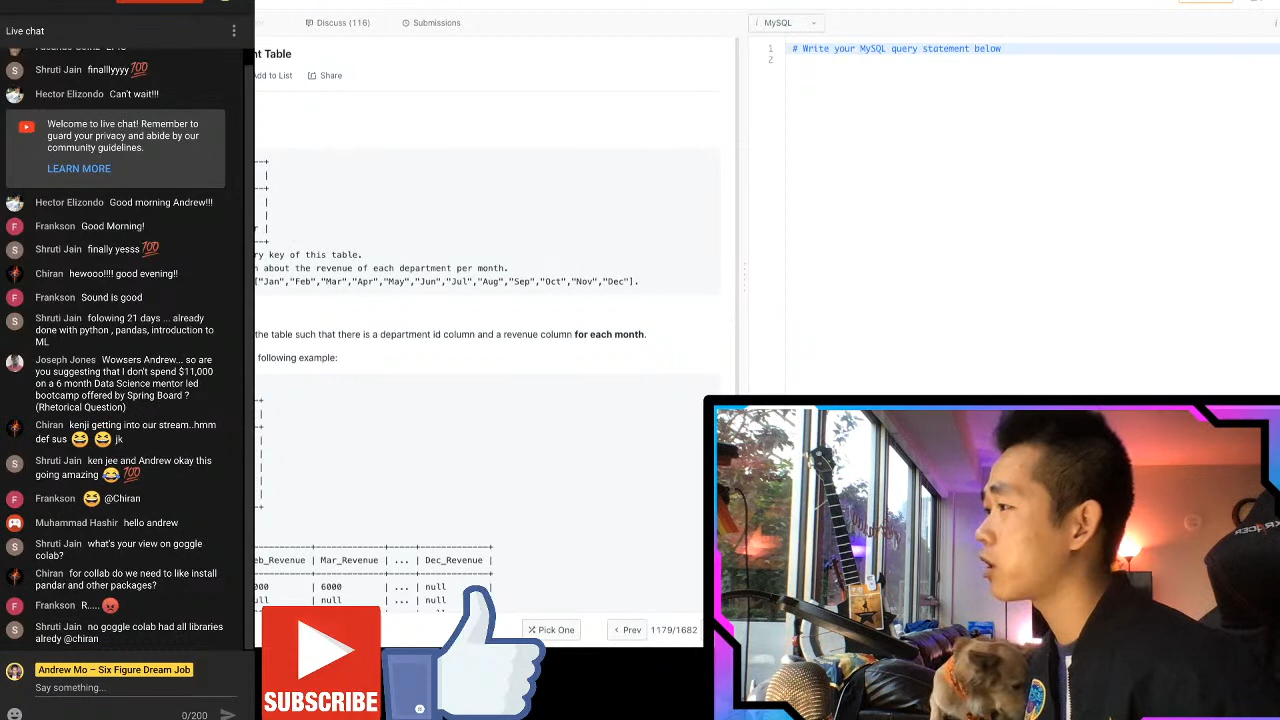 Live chat
Shruti Jain finalllyyyy💯
Hector Elizondo Can't wait!!!
Welcome to live chat! Remember to
guard your privacy and abide by our
community guidelines.
LEARN MORE
Hector Elizondo Good morning Andrew!!!
F Frankson Good Morning!
S Shruti Jain finally yesss 💯
Chiran hewooo!!!! good evening!!
F Frankson Sound is good
S Shruti Jain folowing 21 days ... already
done with python , pandas, introduction to
ML
Joseph Jones Wowsers Andrew... so are
you suggesting that I don't spend $11,000
on a 6 month Data Science mentor led
bootcamp offered by Spring Board ?
(Rhetorical Question)
Chiran kenj getting in the stream..hmm
def sus 😆 😆 jk
S Shruti Jain ken jee and Andrew okay this
going amazing 😂 💯
F Frankson 😆 @Chiran
Muhammad Hashir hello andrew
S Shruti Jain what's your view on goggle
colab?
Chiran for collab do we need to like install
pandar and other packages?
F Frankson R..... 😡
S Shruti Jain no goggle colab had all libraries
alredy @chiran
Andrew Mo – Six Figure Dream Job
Say something...
0/200
Discuss (116)
Submissions
nt Table
dd to List
Share
--+
|
--+
|
|
r |
--+
ry key of this table.
n about the revenue of each department per month.
["Jan","Feb","Mar","Apr","May","Jun","Jul","Aug","Sep","Oct","Nov","Dec"].
the table such that there is a department id column and a revenue column for each month.
following example:
-+
|
-+
|
|
|
|
|
-+
-----------+-------------+-----+-------------+
eb_Revenue | Mar_Revenue | ... | Dec_Revenue |
-----------+-------------+-----+-------------+
000 | 6000 | ... | null |
ull | null | ... | null |
Pick One
< Prev
1179/1682
i MySQL
i
1 # Write your MySQL query statement below
2
SUBSCRIBE